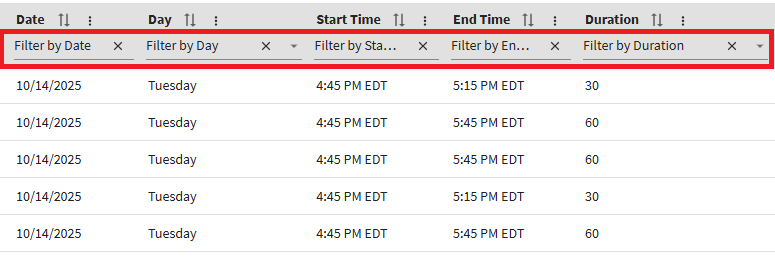 Date Day Start Time End Time Duration
Filter by Date Filter by Day Filter by Sta... Filter by En... Filter by Duration
10/14/2025 Tuesday 4:45 PM EDT 5:15 PM EDT 30
10/14/2025 Tuesday 4:45 PM EDT 5:45 PM EDT 60
10/14/2025 Tuesday 4:45 PM EDT 5:45 PM EDT 60
10/14/2025 Tuesday 4:45 PM EDT 5:15 PM EDT 30
10/14/2025 Tuesday 4:45 PM EDT 5:45 PM EDT 60